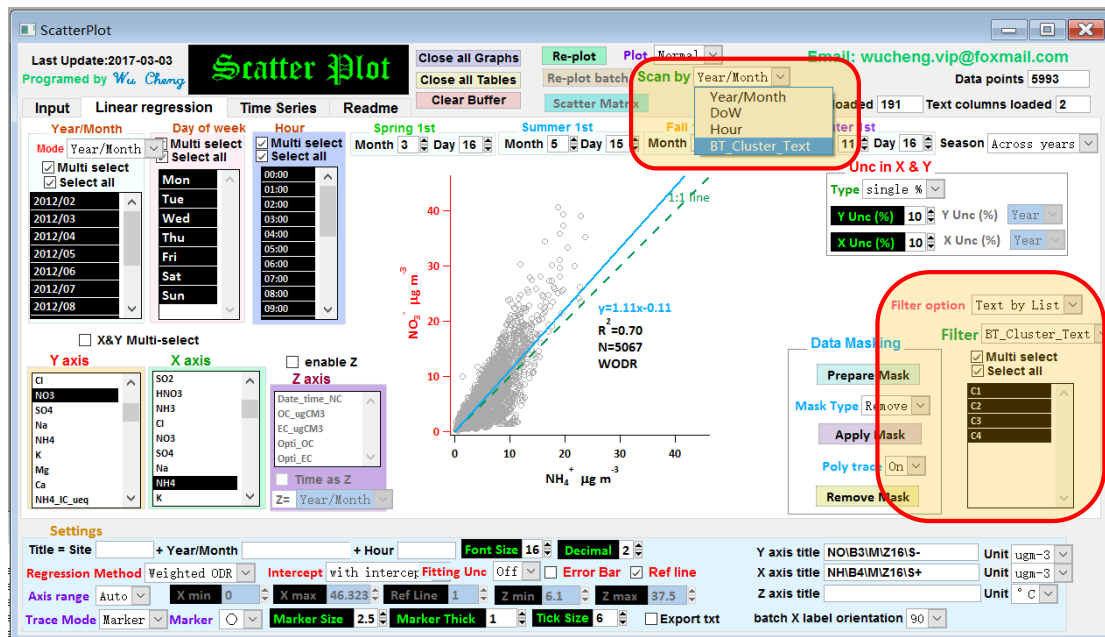 ScatterPlot
Last Update:2017-03-03
Programed by Wu Cheng
Scatter Plot
Close all Graphs
Close all Tables
Clear Buffer
Re-plot
Plot Normal
Re-plot batch
Scan by Year/Month
Scatter Matrix
Email: wucheng.vip@foxmail.com
Data points 5993
loaded 191
Text columns loaded 2
Year/Month
DoW
Hour
BT_Cluster_Text
Input
Linear regression
Time Series
Readme
Year/Month
Mode Year/Month
Multi select
Select all
2012/02
2012/03
2012/04
2012/05
2012/06
2012/07
2012/08
Day of week
Multi select
Select all
Mon
Tue
Wed
Thu
Fri
Sat
Sun
Hour
Multi select
Select all
00:00
01:00
02:00
03:00
04:00
05:00
06:00
07:00
08:00
09:00
Spring 1st
Month 3 Day 16
Summer 1st
Month 5 Day 15
Fall
Month
1st
11 Day 16
Season Across years
Unc in X & Y
Type single %
Y Unc (%) 10 Y Unc (%) Year
X Unc (%) 10 X Unc (%) Year
1:1 line
40
30
20
10
0
NO3- μg m-3
y=1.11x-0.11
R2=0.70
N=5067
WODR
0 10 20 30 40
NH4+ μg m-3
X&Y Multi-select
Y axis
Cl
NO3
SO4
Na
NH4
K
Mg
Ca
NH4_IC_ueq
X axis
SO2
HNO3
NH3
Cl
NO3
SO4
Na
NH4
K
enable Z
Z axis
Date_time_NC
OC_ugCM3
EC_ugCM3
Opti_OC
Opti_EC
Time as Z
Z= Year/Month
Data Masking
Prepare Mask
Mask Type Remove
Apply Mask
Poly trace On
Remove Mask
Filter option Text by List
Filter BT_Cluster_Text
Multi select
Select all
C1
C2
C3
C4
Settings
Title = Site + Year/Month + Hour Font Size 16 Decimal 2
Regression Method Weighted ODR Intercept with intercep Fitting Unc Off Error Bar Ref line
Axis range Auto X min 0 X max 46.323 Ref Line 1 Z min 6.1 Z max 37.5
Trace Mode Marker Marker Marker Size 2.5 Marker Thick 1 Tick Size 6 Export txt
Y axis title NO\B3\M\Z16\S- Unit ugm-3
X axis title NH\B4\M\Z16\S+ Unit ugm-3
Z axis title Unit °C
batch X label orientation 90